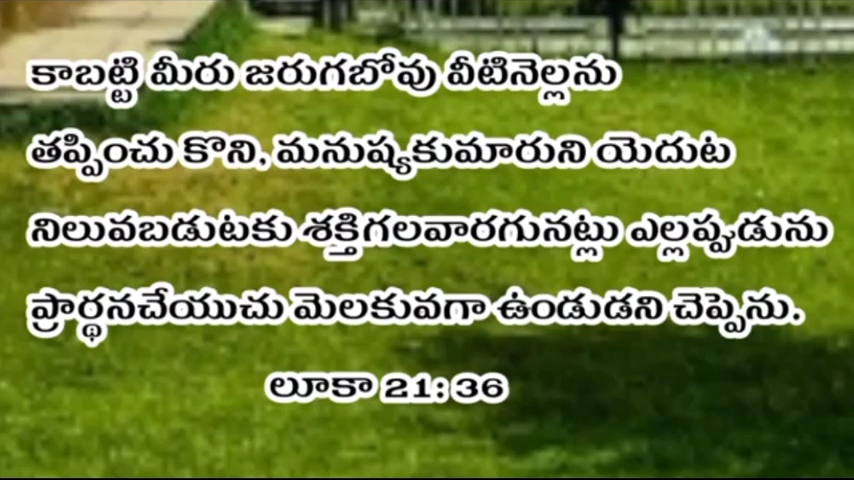 కాబట్టి మీరు జరుగబోవు వీటినెల్లను
తప్పించు కొని, మనుష్యకుమారుని యెదుట
నిలువబడుటకు శక్తిగలవారగునట్లు ఎల్లప్పుడును
ప్రార్థనచేయుచు మెలకువగా ఉండుడని చెప్పెను.
లూకా 21: 36